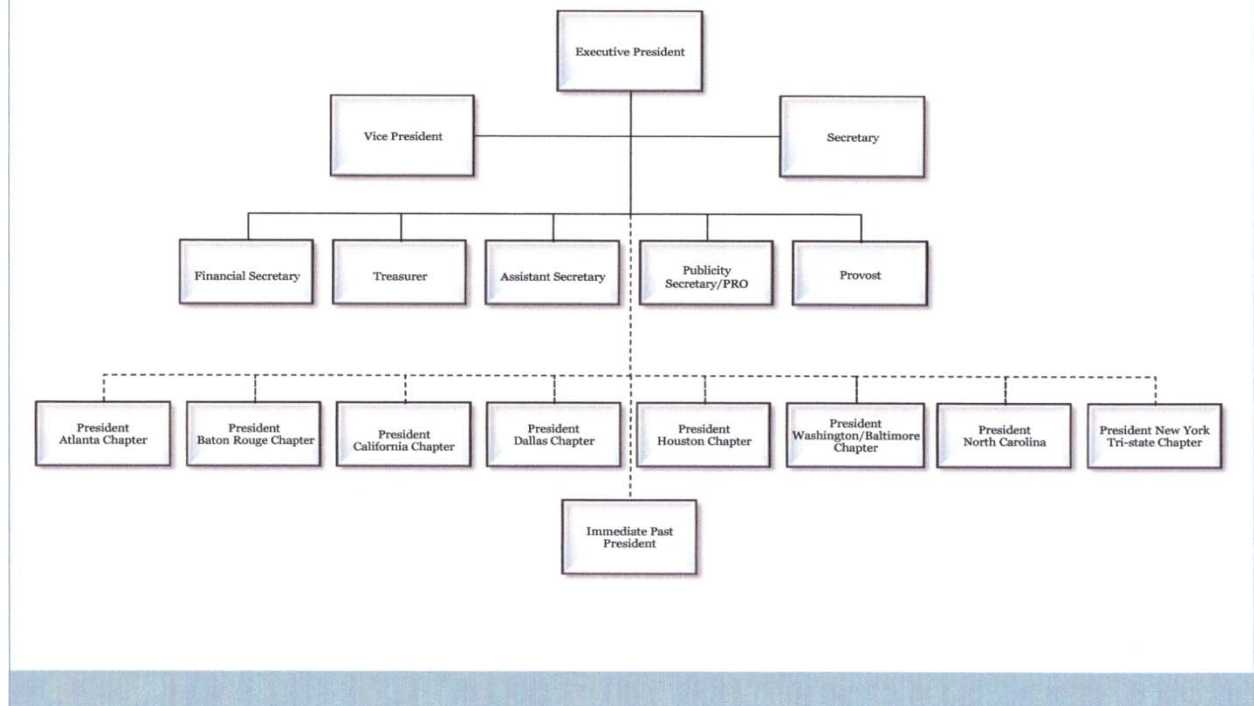 Executive President
Vice President
Secretary
Financial Secretary
Treasurer
Assistant Secretary
Publicity
Secretary/PRO
Provost
President
Atlanta Chapter
President
Baton Rouge Chapter
President
California Chapter
President
Dallas Chapter
President
Houston Chapter
President
Washington/Baltimore
Chapter
President
North Carolina
President New York
Tri-state Chapter
Immediate Past
President